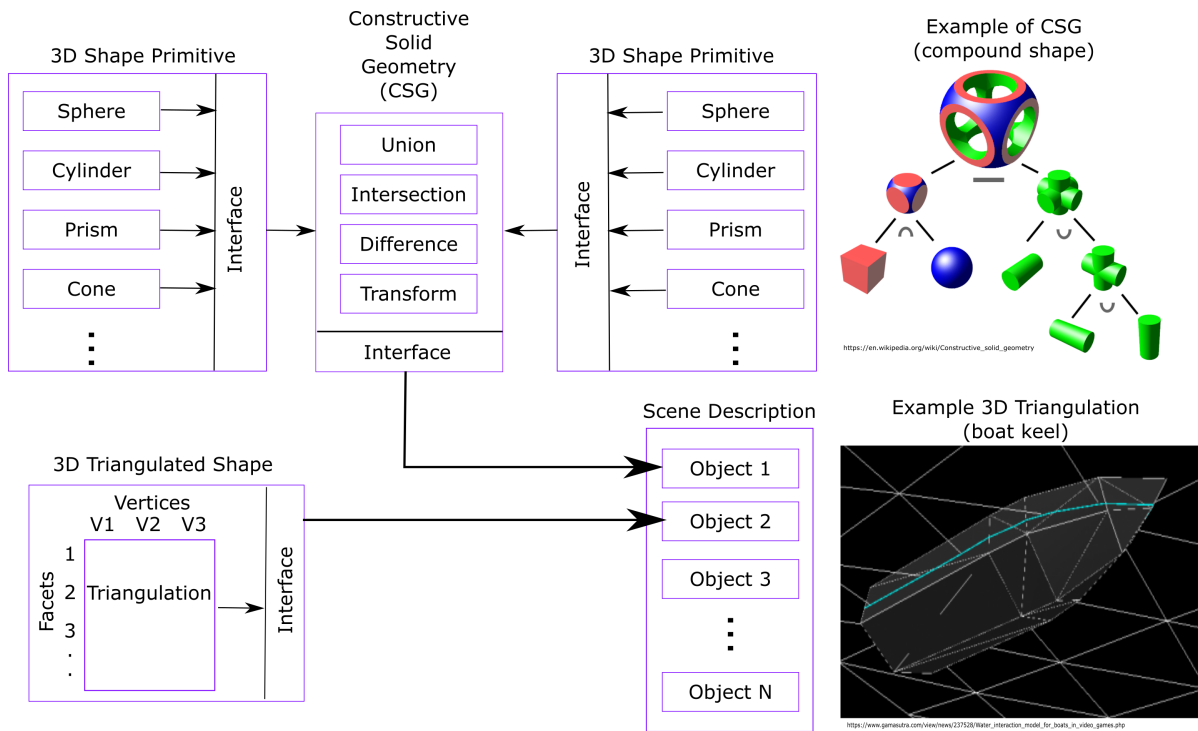 3D Shape Primitive
Sphere
Cylinder
Prism
Cone
Interface
Constructive
Solid
Geometry
(CSG)
Union
Intersection
Difference
Transform
Interface
3D Shape Primitive
Interface
Sphere
Cylinder
Prism
Cone
Example of CSG
(compound shape)
https://en.wikipedia.org/wiki/Constructive_solid_geometry
3D Triangulated Shape
Vertices
V1 V2 V3
Facets
1
2
3
Triangulation
Interface
Scene Description
Object 1
Object 2
Object 3
Object N
Example 3D Triangulation
(boat keel)
https://www.gamasutra.com/view/news/237528/Water_interaction_model_for_boats_in_video_games.php